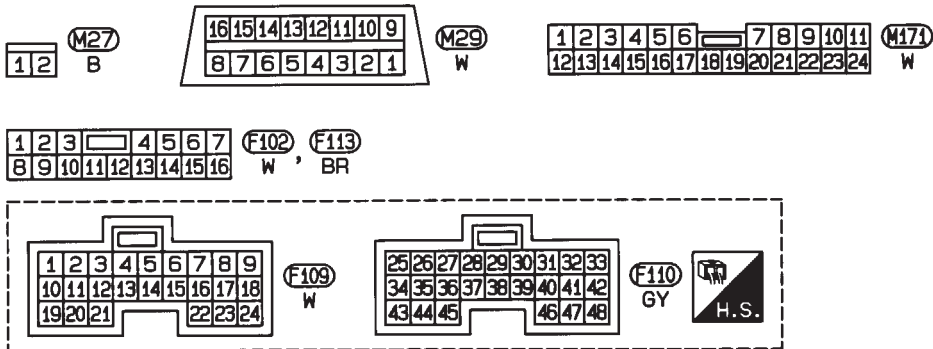 1 2 M27 B
16 15 14 13 12 11 10 9 M29 W
8 7 6 5 4 3 2 1
1 2 3 4 5 6 7 8 9 10 11 M171 W
12 13 14 15 16 17 18 19 20 21 22 23 24
1 2 3 4 5 6 7 F102 W , F113 BR
8 9 10 11 12 13 14 15 16
1 2 3 4 5 6 7 8 9
10 11 12 13 14 15 16 17 18 F109 W
19 20 21 22 23 24
25 26 27 28 29 30 31 32 33
34 35 36 37 38 39 40 41 42 F110 GY
43 44 45 46 47 48
H.S.